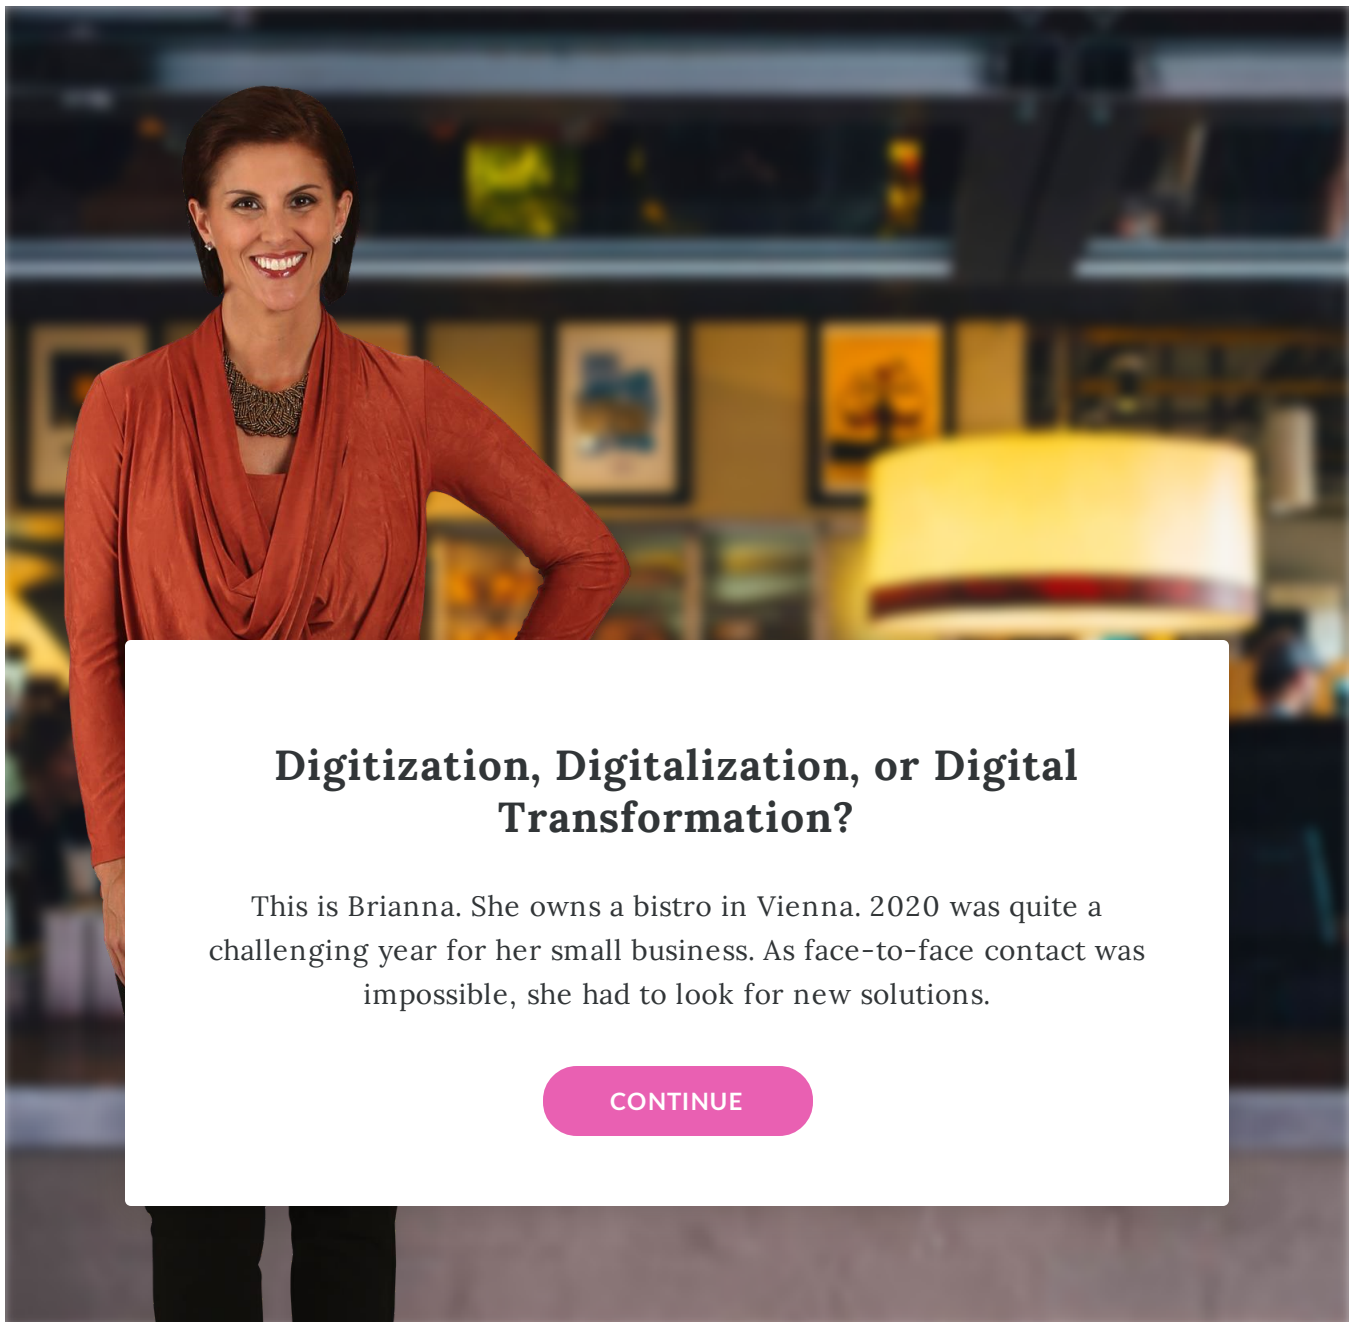 Digitization, Digitalization, or Digital
Transformation?
This is Brianna. She owns a bistro in Vienna. 2020 was quite a
challenging year for her small business. As face-to-face contact was
impossible, she had to look for new solutions.
CONTINUE